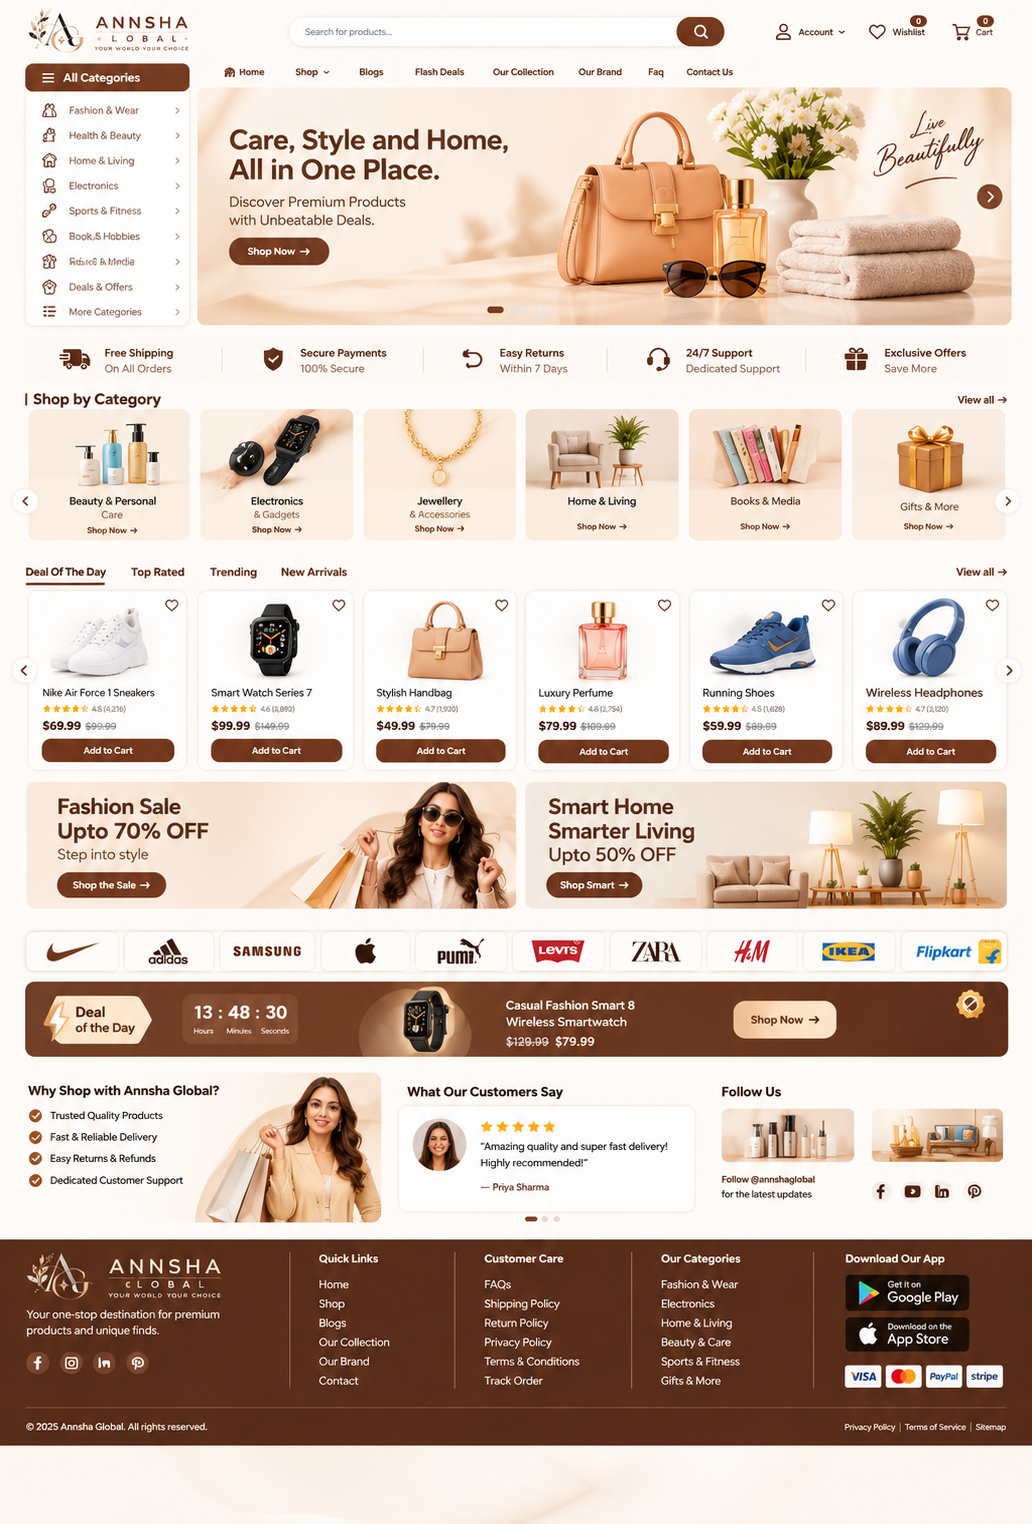 ANNSHA
GLOBAL
YOUR WORLD YOUR CHOICE
Search for products...
Account
0
Wishlist
0
Cart
All Categories
Home
Shop
Blogs
Flash Deals
Our Collection
Our Brand
Faq
Contact Us
Fashion & Wear
Health & Beauty
Home & Living
Electronics
Sports & Fitness
Book & Hobbies
& Media
Deals & Offers
More Categories
Care, Style and Home,
All in One Place.
Discover Premium Products
with Unbeatable Deals.
Shop Now →
Live
Beautifully
Free Shipping
On All Orders
Secure Payments
100% Secure
Easy Returns
Within 7 Days
24/7 Support
Dedicated Support
Exclusive Offers
Save More
Shop by Category
View all →
Beauty & Personal
Care
Shop Now →
Electronics
& Gadgets
Shop Now →
Jewellery
& Accessories
Shop Now →
Home & Living
Shop Now →
Books & Media
Shop Now →
Gifts & More
Shop Now →
Deal Of The Day
Top Rated
Trending
New Arrivals
View all →
Nike Air Force 1 Sneakers
4.5 (4,216)
$69.99 $99.99
Add to Cart
Smart Watch Series 7
4.6 (3,892)
$99.99 $149.99
Add to Cart
Stylish Handbag
4.7 (1,920)
$49.99 $79.99
Add to Cart
Luxury Perfume
4.6 (2,754)
$79.99 $109.99
Add to Cart
Running Shoes
4.5 (1,628)
$59.99 $89.99
Add to Cart
Wireless Headphones
4.7 (3,120)
$89.99 $129.99
Add to Cart
Fashion Sale
Upto 70% OFF
Step into style
Shop the Sale →
Smart Home
Smarter Living
Upto 50% OFF
Shop Smart →
adidas
SAMSUNG
PUMA
LEVI'S
ZARA
H&M
IKEA
Flipkart
Deal
of the Day
13 : 48 : 30
Hours Minutes Seconds
Casual Fashion Smart 8
Wireless Smartwatch
$129.99 $79.99
Shop Now →
Why Shop with Annsha Global?
Trusted Quality Products
Fast & Reliable Delivery
Easy Returns & Refunds
Dedicated Customer Support
What Our Customers Say
"Amazing quality and super fast delivery!
Highly recommended!"
— Priya Sharma
Follow Us
Follow @annshaglobal
for the latest updates
ANNSHA
GLOBAL
YOUR WORLD YOUR CHOICE
Your one-stop destination for premium
products and unique finds.
Quick Links
Home
Shop
Blogs
Our Collection
Our Brand
Contact
Customer Care
FAQs
Shipping Policy
Return Policy
Privacy Policy
Terms & Conditions
Track Order
Our Categories
Fashion & Wear
Electronics
Home & Living
Beauty & Care
Sports & Fitness
Gifts & More
Download Our App
Get it on
Google Play
Download on the
App Store
VISA
PayPal
stripe
© 2025 Annsha Global. All rights reserved.
Privacy Policy | Terms of Service | Sitemap